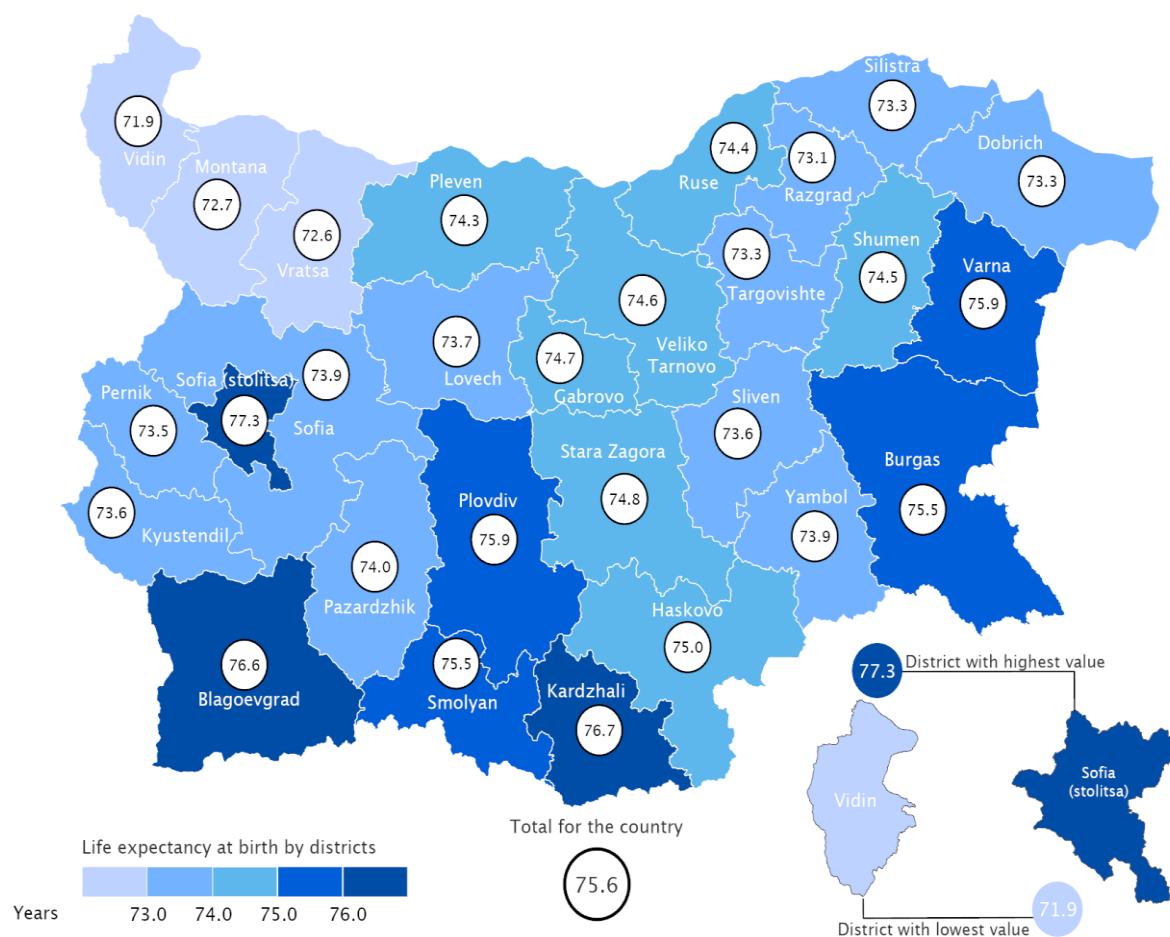 Silistra
73.3
71.9
Vidin
Dobrich
73.3
74.4
Ruse
73.1
Razgrad
Montana
72.7
Pleven
74.3
72.6
Vratsa
73.3
Targovishte
Shumen
74.5
Varna
75.9
74.6
Veliko
Tarnovo
73.7
Lovech
74.7
Gabrovo
Sofia (stolitsa)
77.3
73.9
Sofia
Pernik
73.5
Sliven
73.6
Stara Zagora
74.8
Burgas
75.5
Plovdiv
75.9
Yambol
73.9
73.6
Kyustendil
74.0
Pazardzhik
Haskovo
75.0
76.6
Blagoevgrad
75.5
Smolyan
Kardzhali
76.7
77.3
District with highest value
Vidin
Sofia
(stolitsa)
71.9
District with lowest value
Total for the country
75.6
Life expectancy at birth by districts
Years 73.0 74.0 75.0 76.0